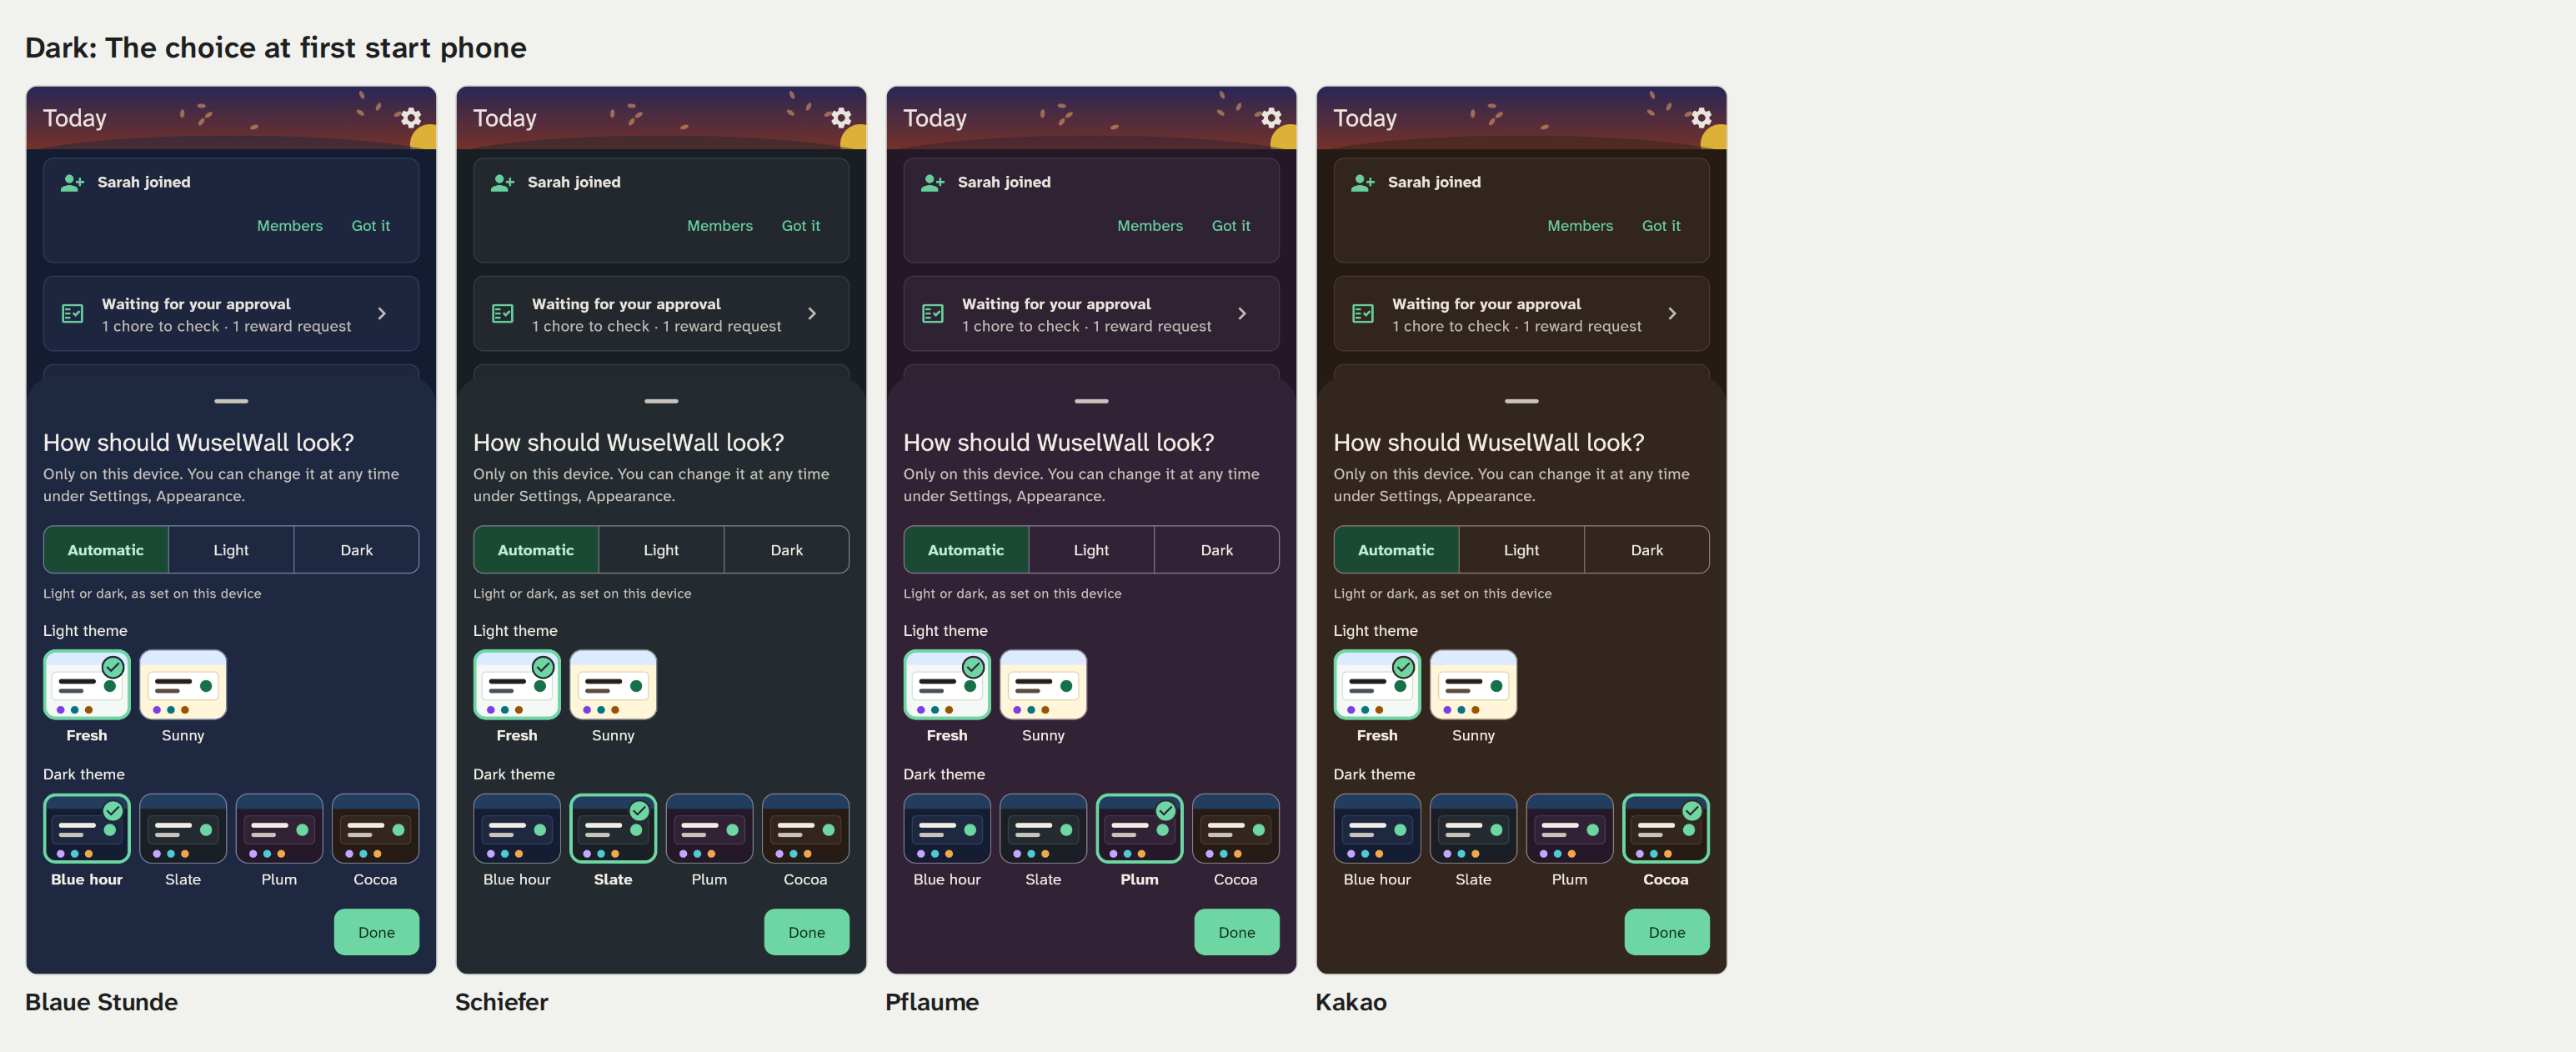 Dark: The choice at first start phone
Today
Sarah joined
Members Got it
Waiting for your approval
1 chore to check · 1 reward request
How should WuselWall look?
Only on this device. You can change it at any time
under Settings, Appearance.
Automatic Light Dark
Light or dark, as set on this device
Light theme
Fresh Sunny
Dark theme
Blue hour Slate Plum Cocoa
Done
Blaue Stunde
Today
Sarah joined
Members Got it
Waiting for your approval
1 chore to check · 1 reward request
How should WuselWall look?
Only on this device. You can change it at any time
under Settings, Appearance.
Automatic Light Dark
Light or dark, as set on this device
Light theme
Fresh Sunny
Dark theme
Blue hour Slate Plum Cocoa
Done
Schiefer
Today
Sarah joined
Members Got it
Waiting for your approval
1 chore to check · 1 reward request
How should WuselWall look?
Only on this device. You can change it at any time
under Settings, Appearance.
Automatic Light Dark
Light or dark, as set on this device
Light theme
Fresh Sunny
Dark theme
Blue hour Slate Plum Cocoa
Done
Pflaume
Today
Sarah joined
Members Got it
Waiting for your approval
1 chore to check · 1 reward request
How should WuselWall look?
Only on this device. You can change it at any time
under Settings, Appearance.
Automatic Light Dark
Light or dark, as set on this device
Light theme
Fresh Sunny
Dark theme
Blue hour Slate Plum Cocoa
Done
Kakao